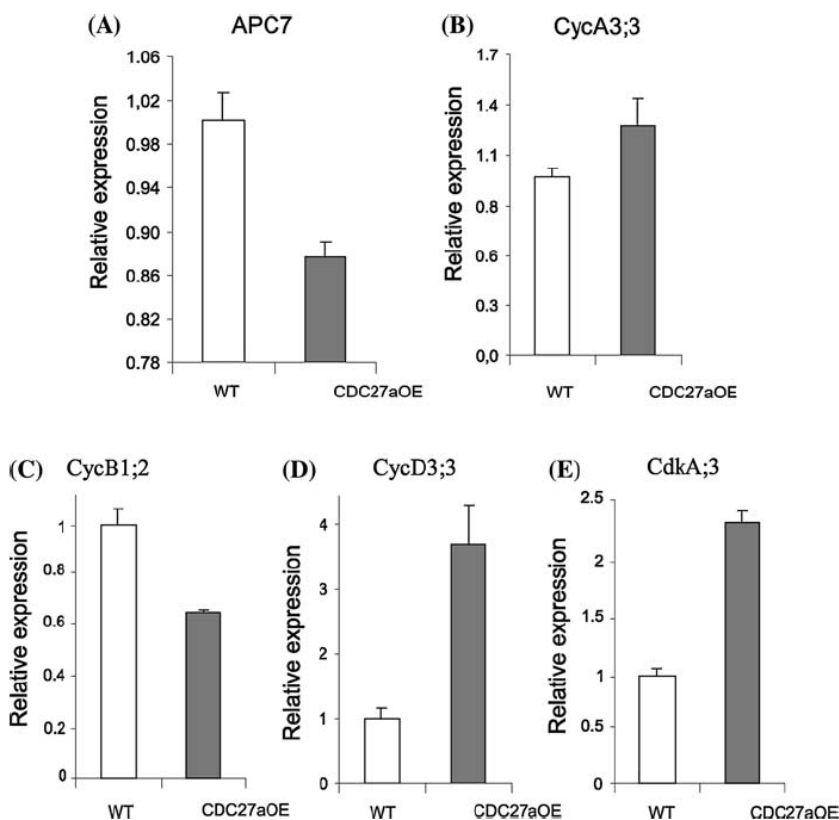 (A)
APC7
Relative expression
1.06
1,02
0.98
0.94
0.90
0.86
0.82
0.78
WT
CDC27aOE
(B)
CycA3;3
Relative expression
1.7
1.4
1.1
0.8
0.6
0.3
0,0
WT
CDC27aOE
(C)
CycB1;2
Relative expression
1
0.8
0.6
0.4
0.2
0
WT
CDC27aOE
(D)
CycD3;3
Relative expression
4
3
2
1
0
WT
CDC27aOE
(E)
CdkA;3
Relative expression
2.5
2
1.5
1
0.5
0
WT
CDC27aOE